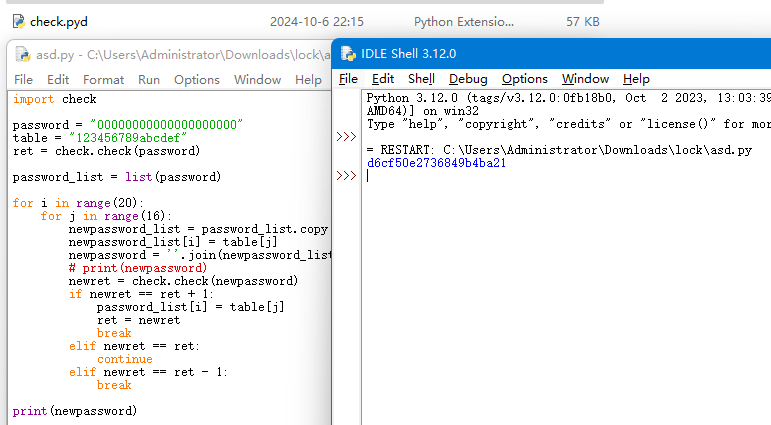 check.pyd 2024-10-6 22:15 Python Extensio... 57 KB
asd.py - C:\Users\Administrator\Downloads\lock\a
File Edit Format Run Options Window Help
import check
password = "00000000000000000000"
table = "123456789abcdef"
ret = check.check(password)
password_list = list(password)
for i in range(20):
for j in range(16):
newpassword_list = password_list.copy
newpassword_list[i] = table[j]
newpassword = ''.join(newpassword_list
# print(newpassword)
newret = check.check(newpassword)
if newret == ret + 1:
password_list[i] = table[j]
ret = newret
break
elif newret == ret:
continue
elif newret == ret - 1:
break
print(newpassword)
IDLE Shell 3.12.0
File Edit Shell Debug Options Window Help
Python 3.12.0 (tags/v3.12.0:0fb18b0, Oct 2 2023, 13:03:39
AMD64)] on win32
Type "help", "copyright", "credits" or "license()" for mor
>>>
= RESTART: C:\Users\Administrator\Downloads\lock\asd.py
d6cf50e2736849b4ba21
>>>